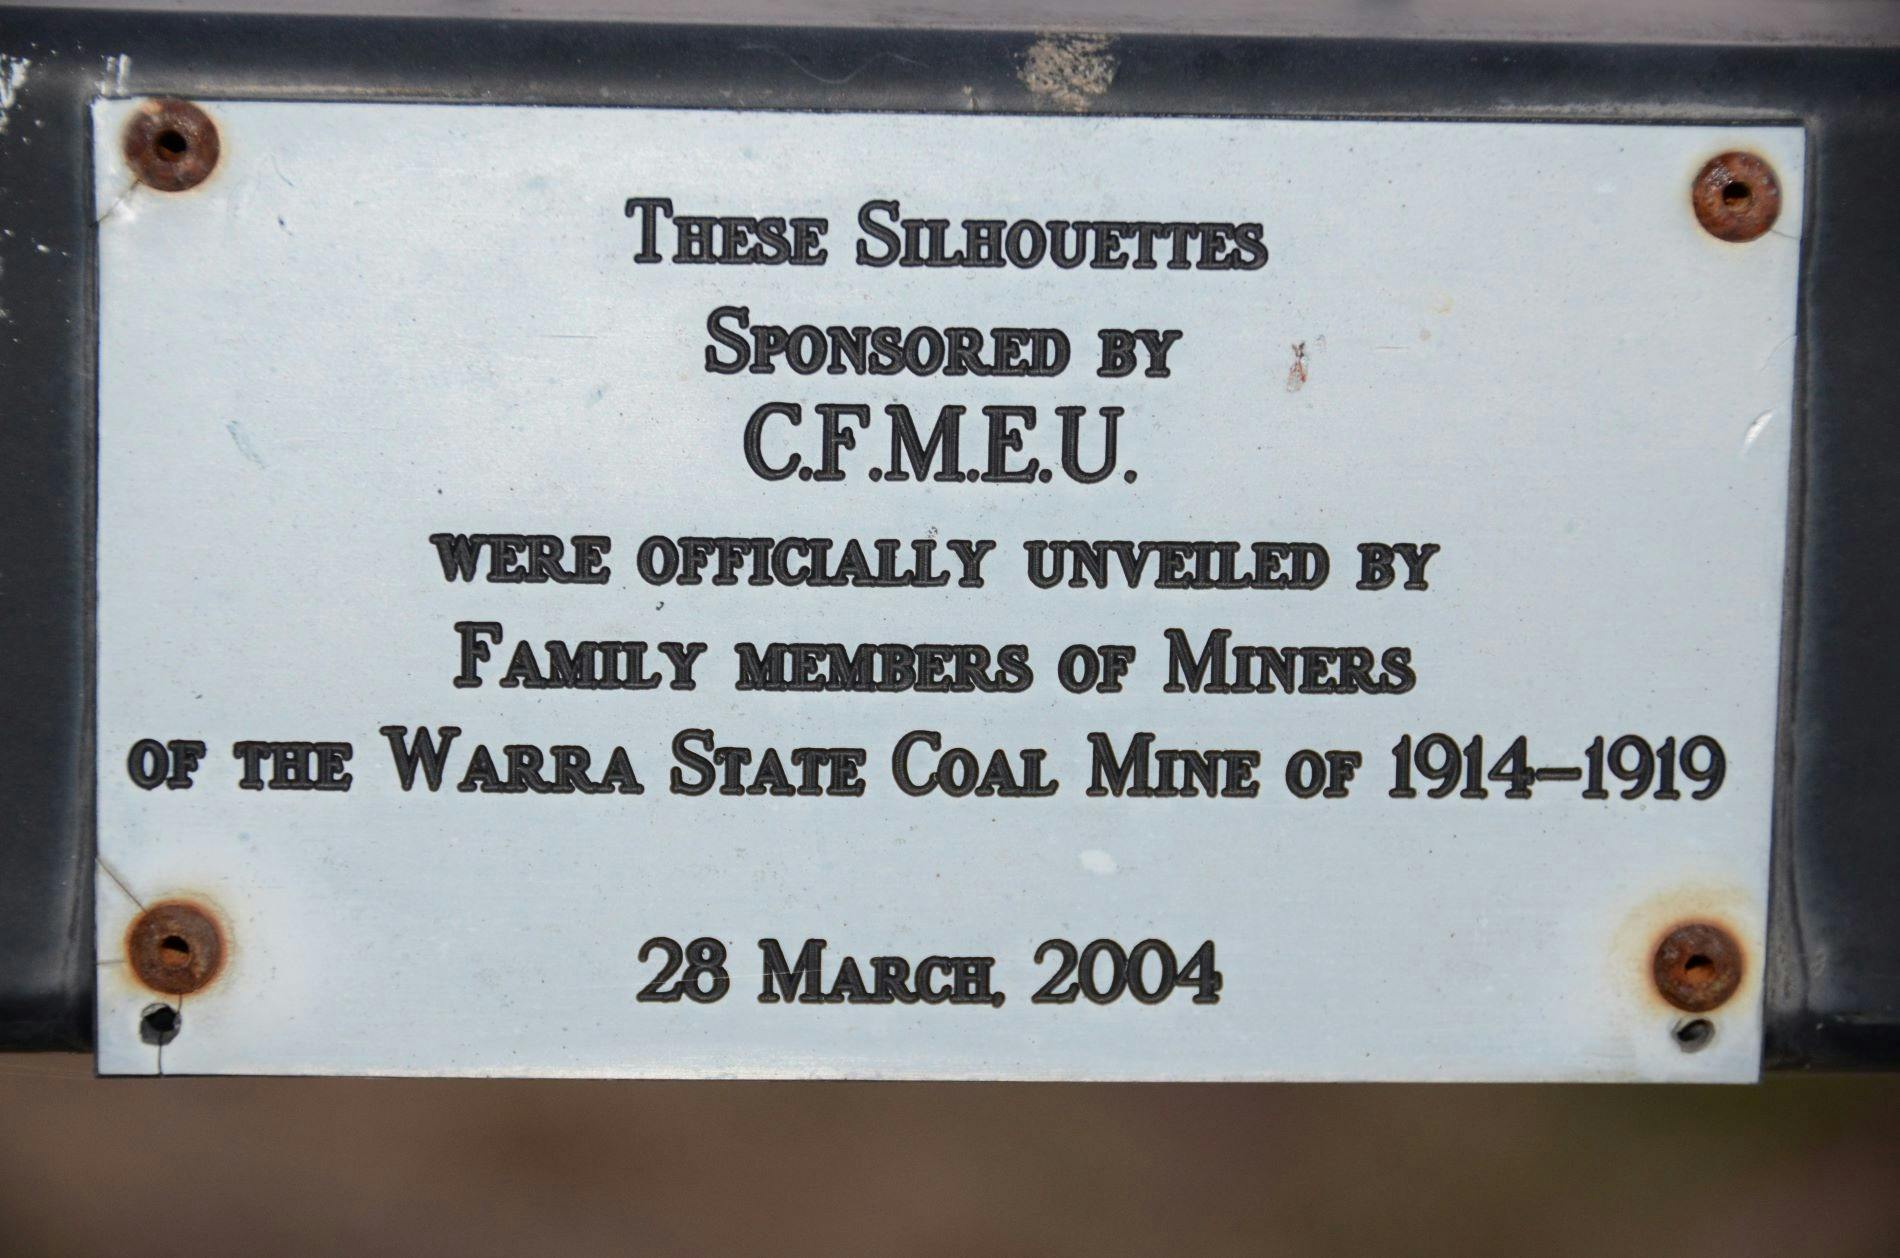 These Silhouettes
Sponsored by
C.F.M.E.U.
were officially unveiled by
Family members of Miners
of the Warra State Coal Mine of 1914–1919
28 March, 2004